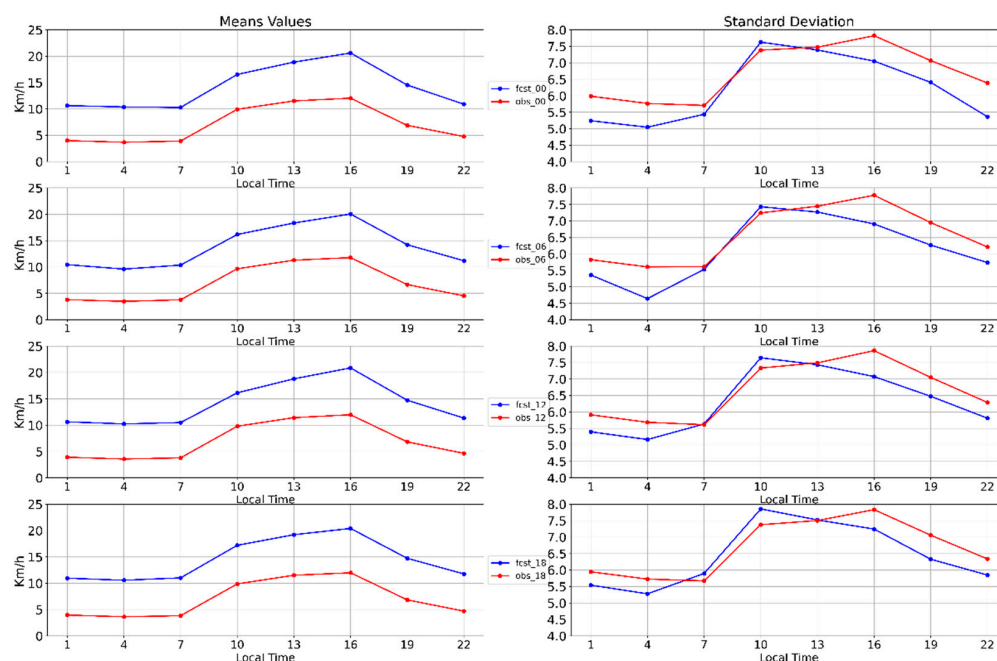 Means Values
Standard Deviation
Km/h
25
20
15
10
5
0
1 4 7 10 13 16 19 22
Local Time
fcst_00
obs_00
8.0
7.5
7.0
6.5
6.0
5.5
5.0
4.5
4.0
1 4 7 10 13 16 19 22
Local Time
Km/h
25
20
15
10
5
0
1 4 7 10 13 16 19 22
Local Time
fcst_06
obs_06
8.0
7.5
7.0
6.5
6.0
5.5
5.0
4.5
4.0
1 4 7 10 13 16 19 22
Local Time
Km/h
25
20
15
10
5
0
1 4 7 10 13 16 19 22
Local Time
fcst_12
obs_12
8.0
7.5
7.0
6.5
6.0
5.5
5.0
4.5
4.0
1 4 7 10 13 16 19 22
Local Time
Km/h
25
20
15
10
5
0
1 4 7 10 13 16 19 22
Local Time
fcst_18
obs_18
8.0
7.5
7.0
6.5
6.0
5.5
5.0
4.5
4.0
1 4 7 10 13 16 19 22
Local Time